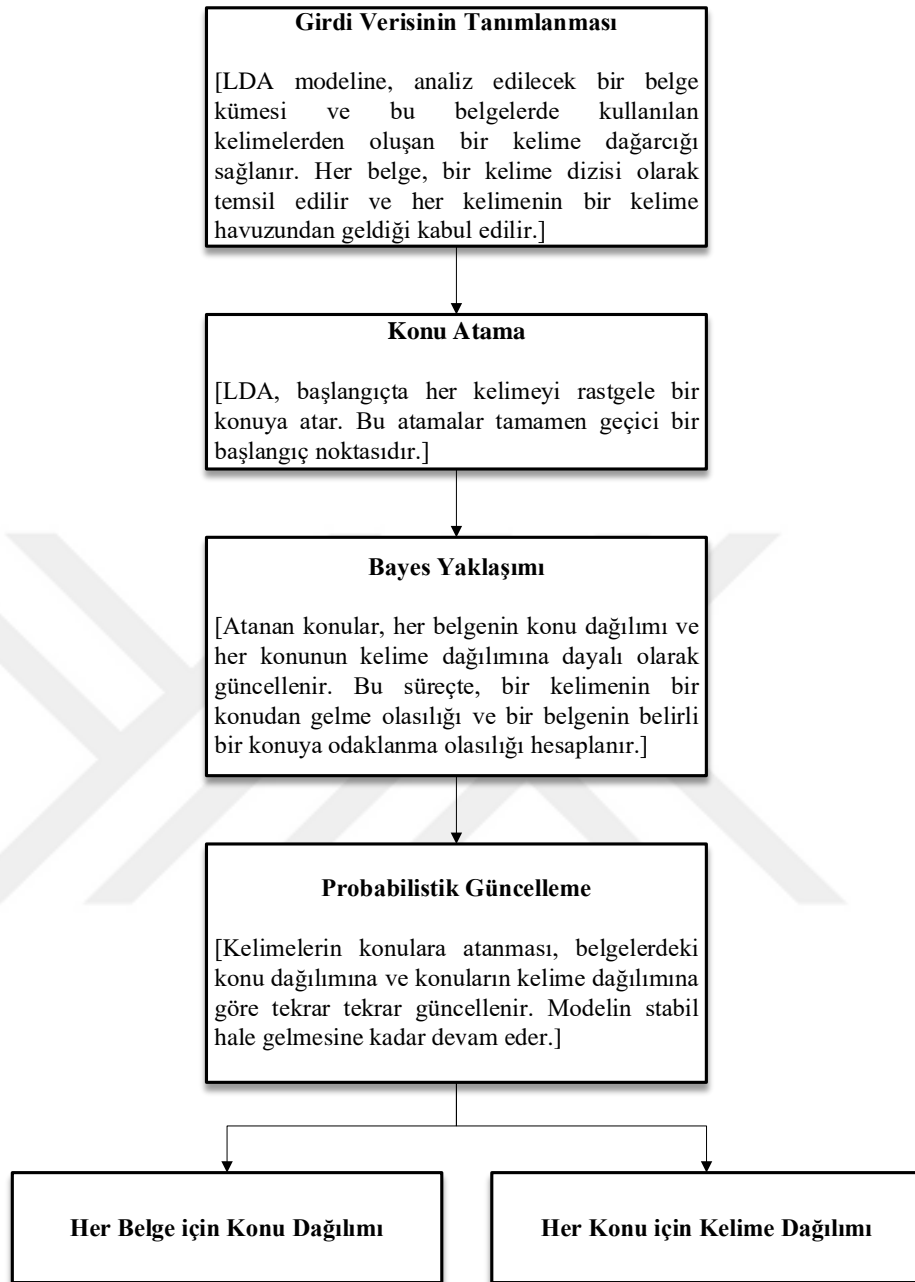 Girdi Verisinin Tanımlanması
[LDA modeline, analiz edilecek bir belge
kümesi ve bu belgelerde kullanılan
kelimelerden oluşan bir kelime dağarcığı
sağlanır. Her belge, bir kelime dizisi olarak
temsil edilir ve her kelimenin bir kelime
havuzundan geldiği kabul edilir.]
Konu Atama
[LDA, başlangıçta her kelimeyi rastgele bir
konuya atar. Bu atamalar tamamen geçici bir
başlangıç noktasıdır.]
Bayes Yaklaşımı
[Atanan konular, her belgenin konu dağılımı ve
her konunun kelime dağılımına dayalı olarak
güncellenir. Bu süreçte, bir kelimenin bir
konudan gelme olasılığı ve bir belgenin belirli
bir konuya odaklanma olasılığı hesaplanır.]
Probabilistik Güncelleme
[Kelimelerin konulara atanması, belgelerdeki
konu dağılımına ve konuların kelime dağılımına
göre tekrar tekrar güncellenir. Modelin stabil
hale gelmesine kadar devam eder.]
Her Belge için Konu Dağılımı
Her Konu için Kelime Dağılımı